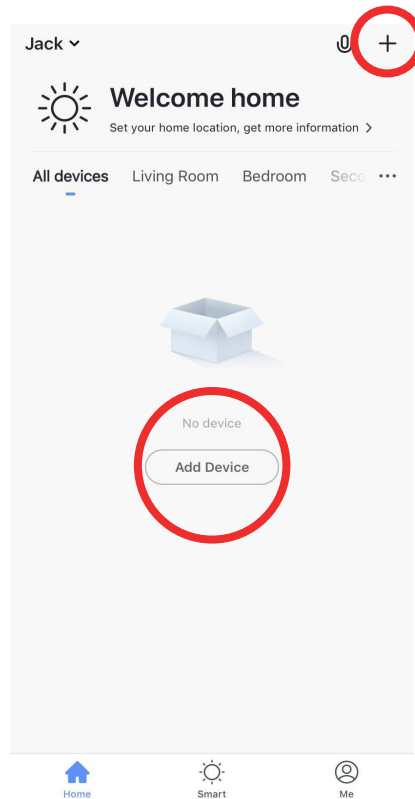 Jack
Welcome home
Set your home location, get more information >
All devices Living Room Bedroom Seco ...
No device
Add Device
Home Smart Me